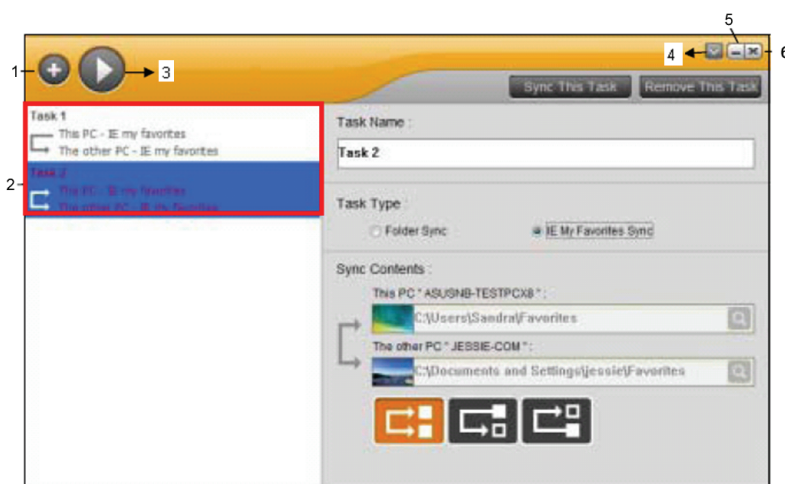 5
4
6
1
3
Sync This Task
Remove This Task
Task 1
This PC - IE my favorites
The other PC - IE my favorites
2
Task 2
This PC - IE my favorites
The other PC - IE my favorites
Task Name :
Task 2
Task Type :
Folder Sync
IE My Favorites Sync
Sync Contents :
This PC " ASUSNB-TESTPCX8 " :
C:\Users\Sandra\Favorites
The other PC " JESSIE-COM " :
C:\Documents and Settings\jessie\Favorites